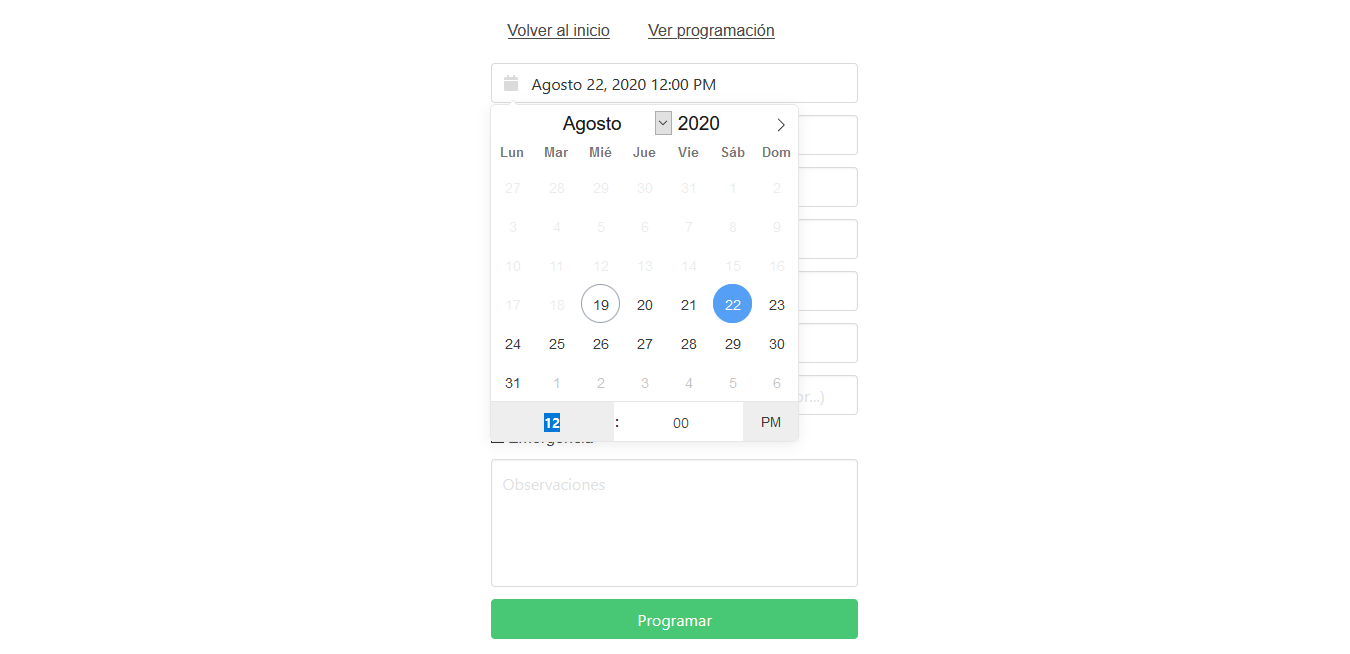 Volver al inicio Ver programación
Agosto 22, 2020 12:00 PM
Agosto 2020
Lun Mar Mié Jue Vie Sáb Dom
27 28 29 30 31 1 2
3 4 5 6 7 8 9
10 11 12 13 14 15 16
17 18 19 20 21 22 23
24 25 26 27 28 29 30
31 1 2 3 4 5 6
or...)
12 : 00 PM
Emergencia
Observaciones
Programar